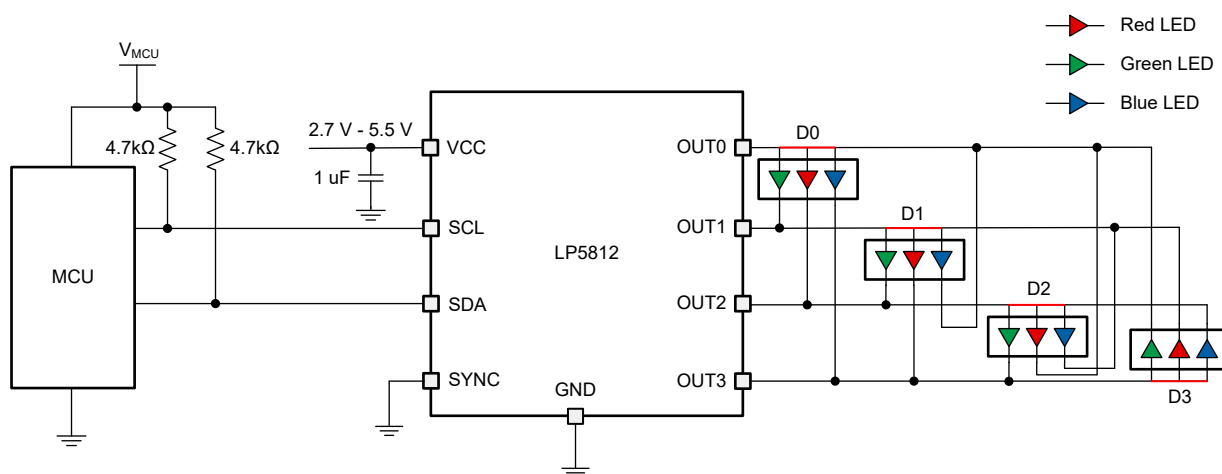 Red LED
Green LED
Blue LED
V_MCU
4.7kΩ
4.7kΩ
MCU
2.7 V - 5.5 V
1 uF
VCC
SCL
SDA
SYNC
GND
LP5812
OUT0
OUT1
OUT2
OUT3
D0
D1
D2
D3